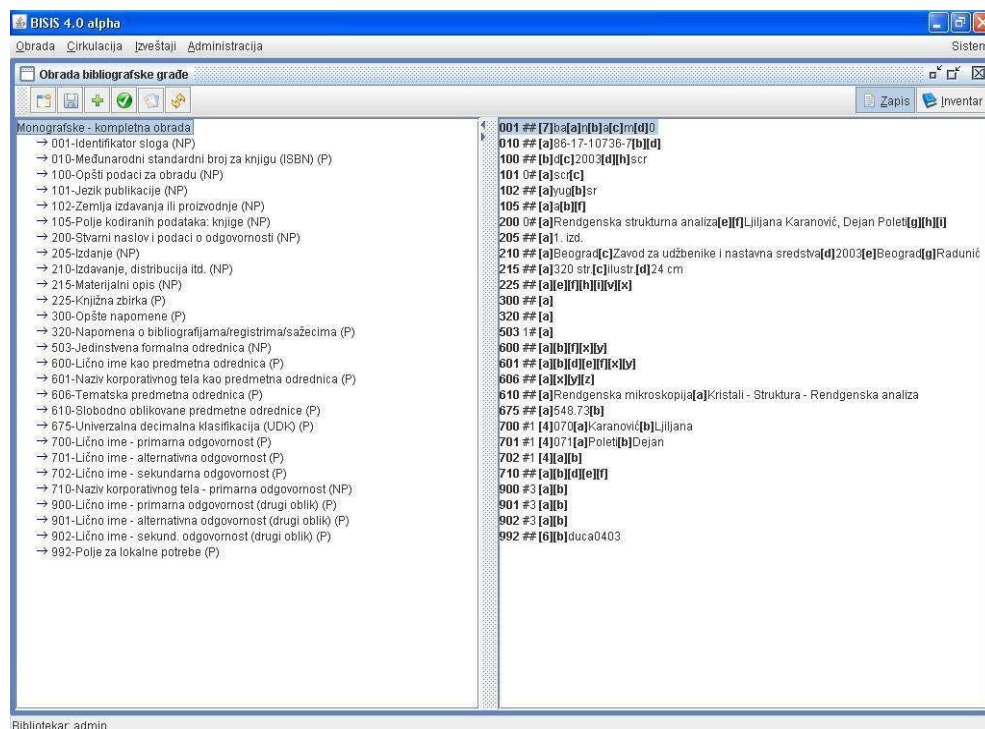 BISIS 4.0 alpha
Obrada Cirkulacija Izveštaji Administracija Sistem
Obrada bibliografske građe
Zapis Inventar
Monografske - kompletna obrada
001-Identifikator sloga (NP)
010-Međunarodni standardni broj za knjigu (ISBN) (P)
100-Opšti podaci za obradu (NP)
101-Jezik publikacije (NP)
102-Zemlja izdavanja ili proizvodnje (NP)
105-Polje kodiranih podataka: knjige (NP)
200-Stvarni naslov i podaci o odgovornosti (NP)
205-Izdanje (NP)
210-Izdavanje, distribucija itd. (NP)
215-Materijalni opis (NP)
225-Knjižna zbirka (P)
300-Opšte napomene (P)
320-Napomena o bibliografijama/registrima/sažecima (P)
503-Jedinstvena formalna odrednica (NP)
600-Lično ime kao predmetna odrednica (P)
601-Naziv korporativnog tela kao predmetna odrednica (P)
606-Tematska predmetna odrednica (P)
610-Slobodno oblikovane predmetne odrednice (P)
675-Univerzalna decimalna klasifikacija (UDK) (P)
700-Lično ime - primarna odgovornost (P)
701-Lično ime - alternativna odgovornost (P)
702-Lično ime - sekundarna odgovornost (P)
710-Naziv korporativnog tela - primarna odgovornost (NP)
900-Lično ime - primarna odgovornost (drugi oblik) (P)
901-Lično ime - alternativna odgovornost (drugi oblik) (P)
902-Lično ime - sekund. odgovornost (drugi oblik) (P)
992-Polje za lokalne potrebe (P)
001 ## [7]ba[a]n[b]a[c]m[d]0
010 ## [a]86-17-10736-7[b][d]
100 ## [b]d[c]2003[d][h]scr
101 0# [a]scr[c]
102 ## [a]yug[b]sr
105 ## [a]a[b][f]
200 0# [a]Rendgenska strukturna analiza[e][f]Ljiljana Karanović, Dejan Poleti[g][h][i]
205 ## [a]1. izd.
210 ## [a]Beograd[c]Zavod za udžbenike i nastavna sredstva[d]2003[e]Beograd[g]Radunić
215 ## [a]320 str.[c]ilustr.[d]24 cm
225 ## [a][e][f][h][i][v][x]
300 ## [a]
320 ## [a]
503 1# [a]
600 ## [a][b][f][x][y]
601 ## [a][b][d][e][f][x][y]
606 ## [a][x][y][z]
610 ## [a]Rendgenska mikroskopija[a]Kristali - Struktura - Rendgenska analiza
675 ## [a]548.73[b]
700 #1 [4]070[a]Karanović[b]Ljiljana
701 #1 [4]071[a]Poleti[b]Dejan
702 #1 [4][a][b]
710 ## [a][b][d][e][f]
900 #3 [a][b]
901 #3 [a][b]
902 #3 [a][b]
992 ## [6][b]duca0403
Bibliotekar: admin